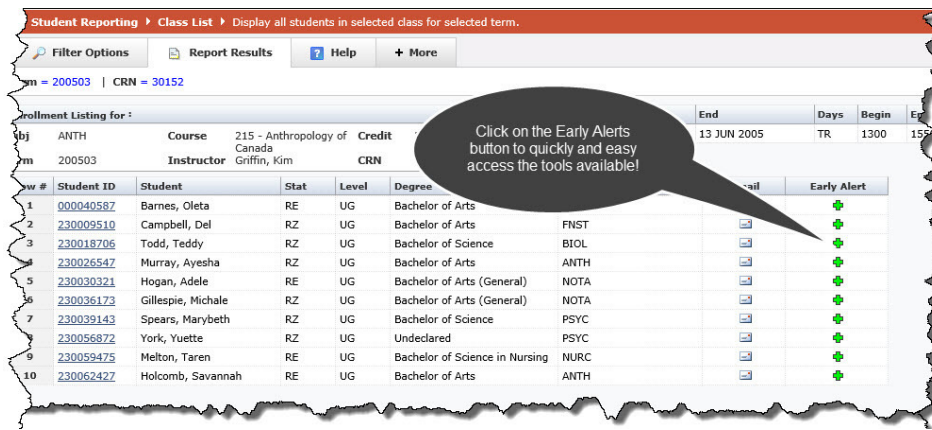 Student Reporting Class List Display all students in selected class for selected term.
Filter Options Report Results ? Help + More
m = 200503 | CRN = 30152
rollment Listing for : End Days Begin
bj ANTH Course 215 - Anthropology of Canada Credit 13 JUN 2005 TR 1300
rm 200503 Instructor Griffin, Kim CRN
Click on the Early Alerts
button to quickly and easy
access the tools available!
ow # Student ID Student Stat Level Degree ail Early Alert
1 000040587 Barnes, Oleta RE UG Bachelor of Arts
2 230009510 Campbell, Del RZ UG Bachelor of Arts FNST
3 230018706 Todd, Teddy RZ UG Bachelor of Science BIOL
230026547 Murray, Ayesha RZ UG Bachelor of Arts ANTH
5 230030321 Hogan, Adele RE UG Bachelor of Arts (General) NOTA
6 230036173 Gillespie, Michale RZ UG Bachelor of Arts (General) NOTA
7 230039143 Spears, Marybeth RZ UG Bachelor of Science PSYC
230056872 York, Yuette RZ UG Undeclared PSYC
9 230059475 Melton, Taren RE UG Bachelor of Science in Nursing NURC
10 230062427 Holcomb, Savannah RE UG Bachelor of Arts ANTH